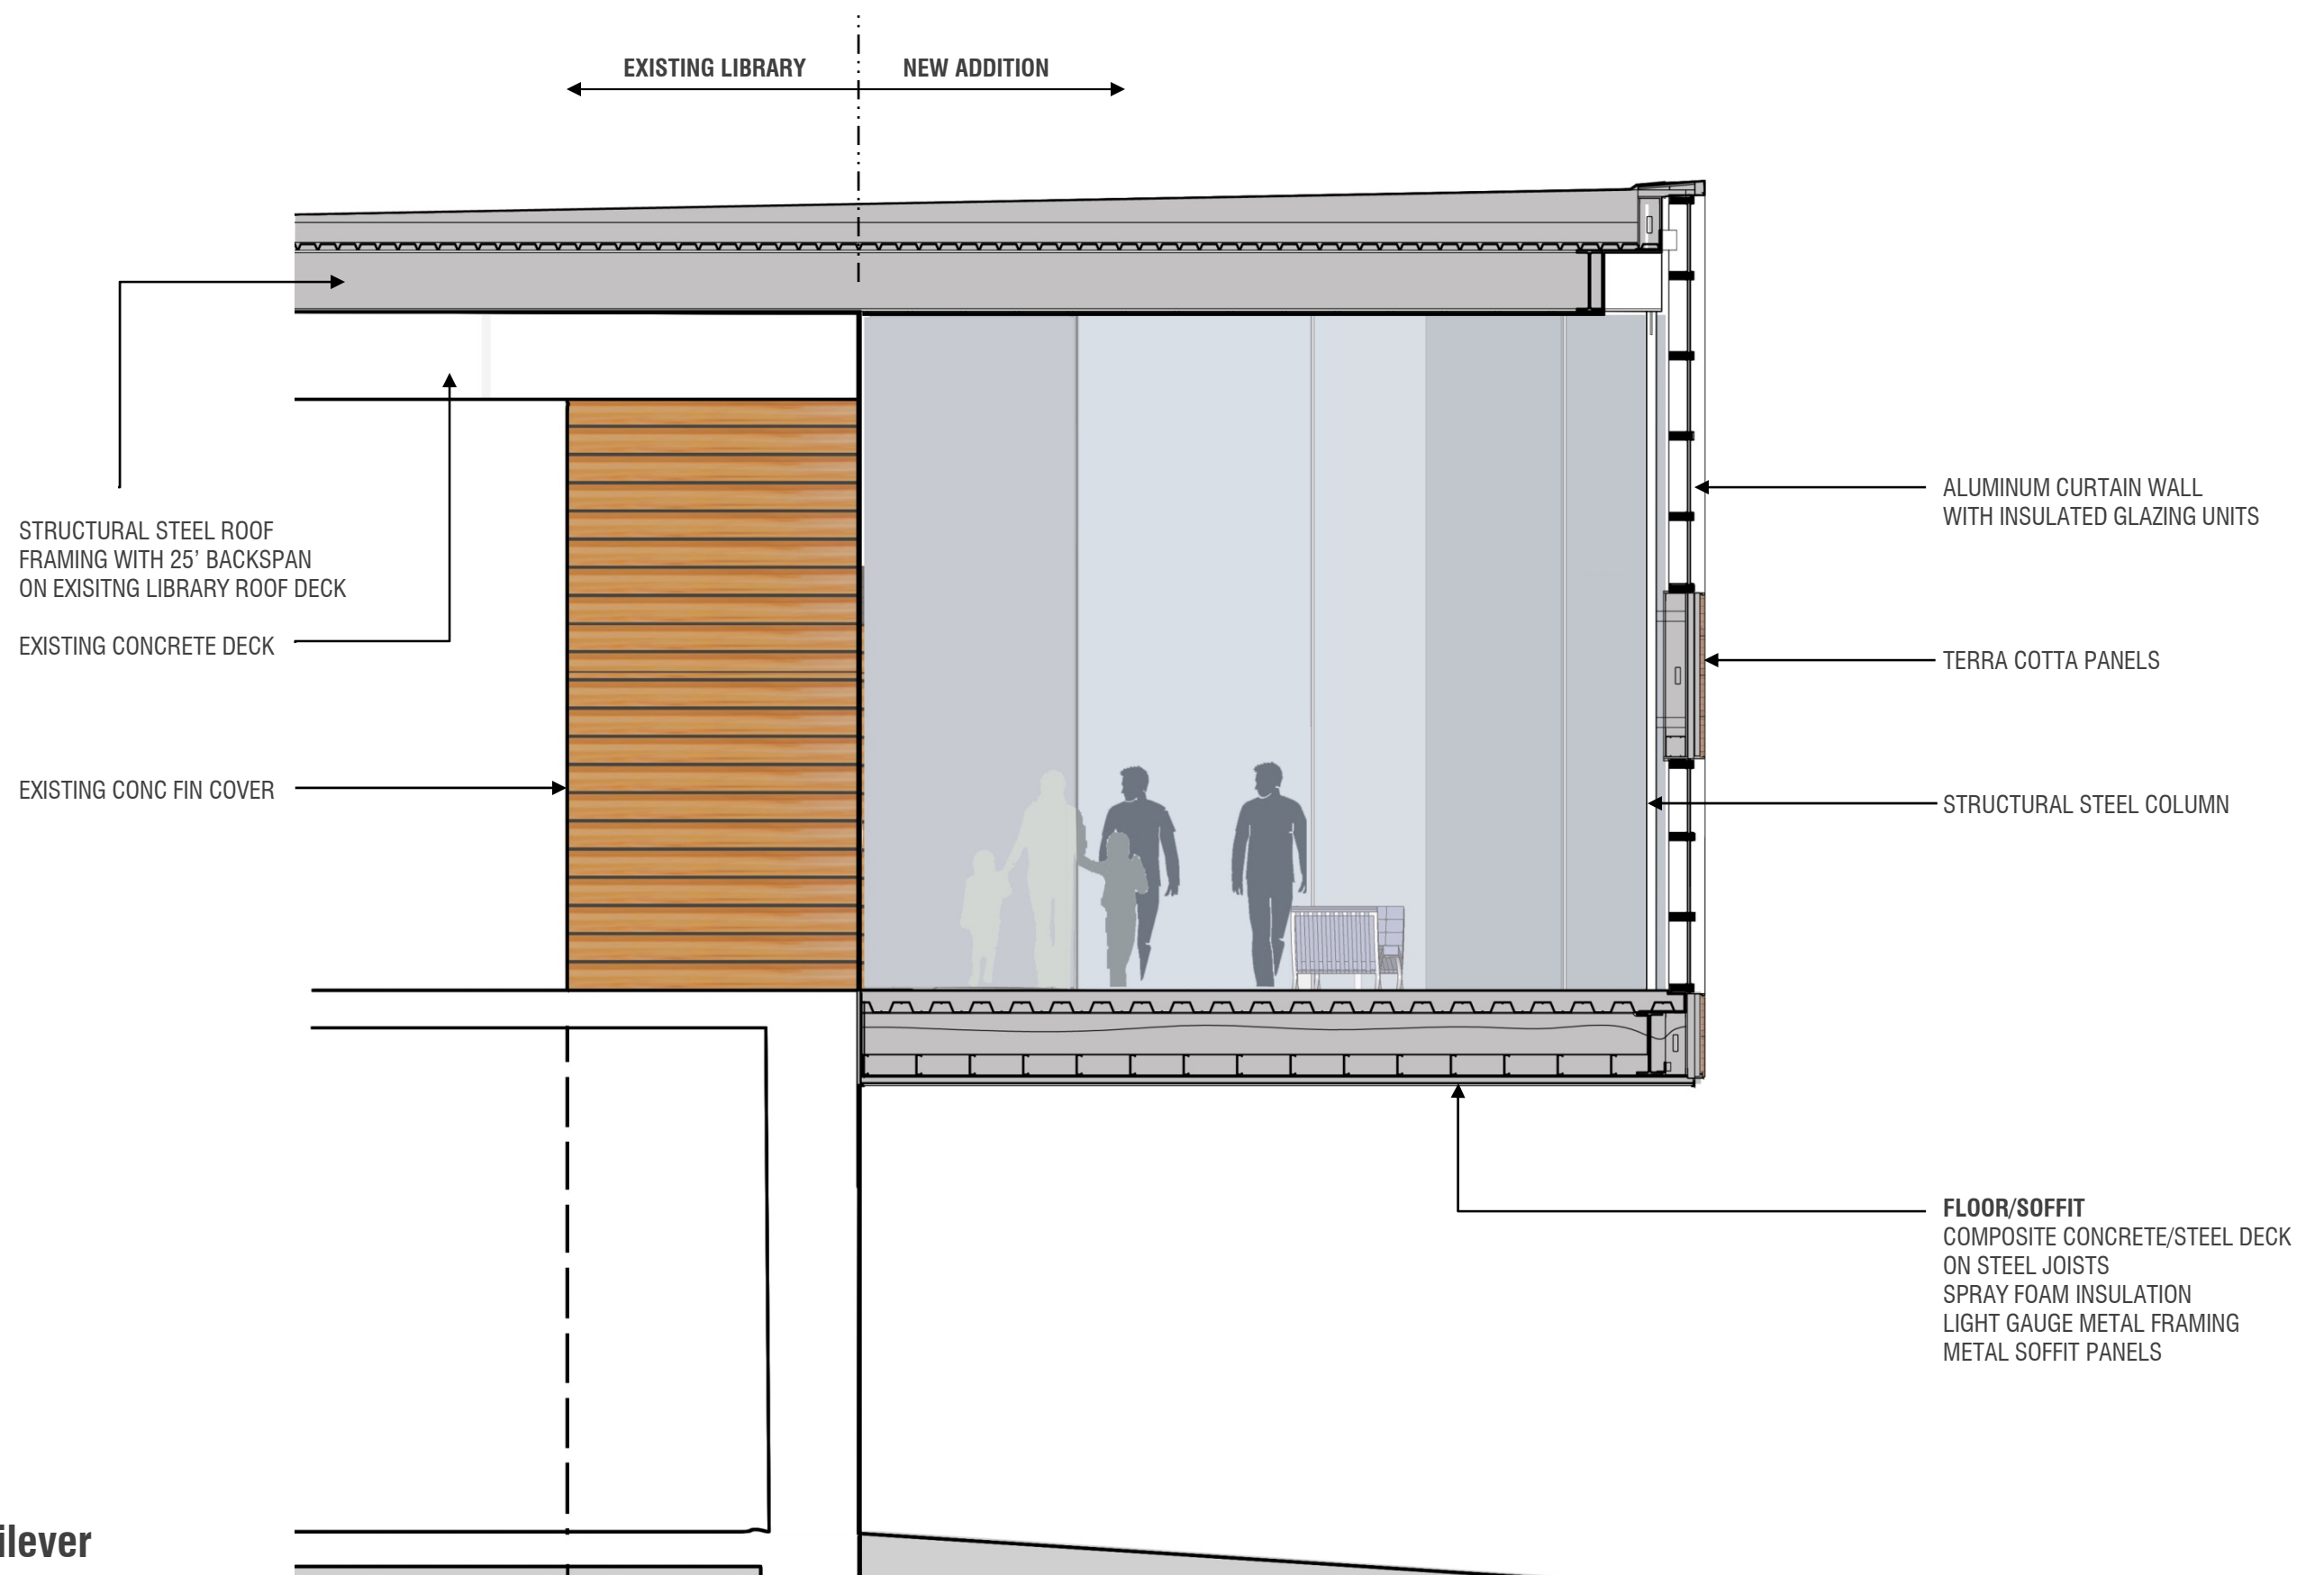 EXISTING LIBRARY
NEW ADDITION
STRUCTURAL STEEL ROOF
FRAMING WITH 25’ BACKSPAN
ON EXISITNG LIBRARY ROOF DECK
EXISTING CONCRETE DECK
EXISTING CONC FIN COVER
ALUMINUM CURTAIN WALL
WITH INSULATED GLAZING UNITS
TERRA COTTA PANELS
STRUCTURAL STEEL COLUMN
FLOOR/SOFFIT
COMPOSITE CONCRETE/STEEL DECK
ON STEEL JOISTS
SPRAY FOAM INSULATION
LIGHT GAUGE METAL FRAMING
METAL SOFFIT PANELS
ilever